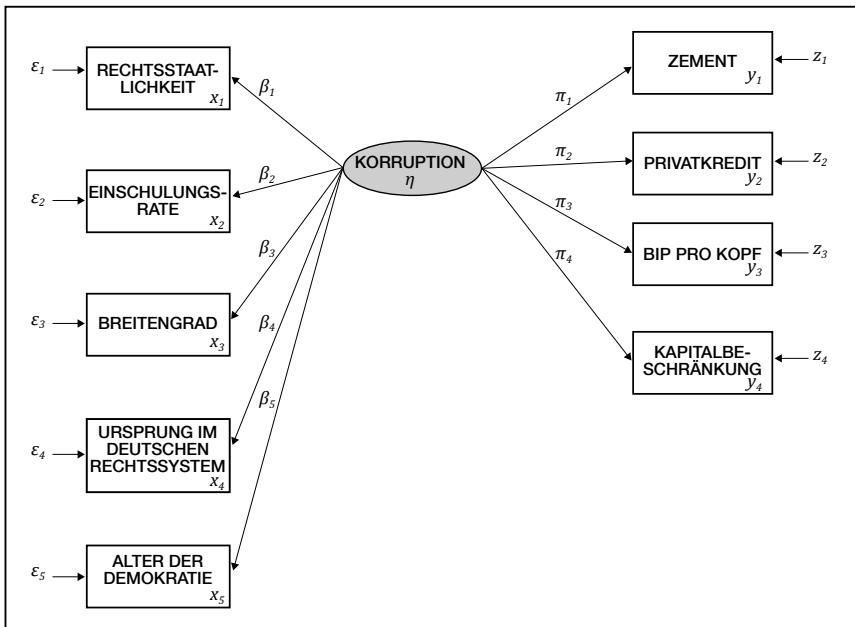 ε1
RECHTSSTAAT-
LICHKEIT
x1
β1
ε2
EINSCHULUNGS-
RATE
x2
β2
ε3
BREITENGRAD
x3
β3
ε4
URSPRUNG IM
DEUTSCHEN
RECHTSSYSTEM
x4
β4
ε5
ALTER DER
DEMOKRATIE
x5
β5
KORRUPTION
η
π1
ZEMENT
y1
z1
π2
PRIVATKREDIT
y2
z2
π3
BIP PRO KOPF
y3
z3
π4
KAPITALBE-
SCHRÄNKUNG
y4
z4